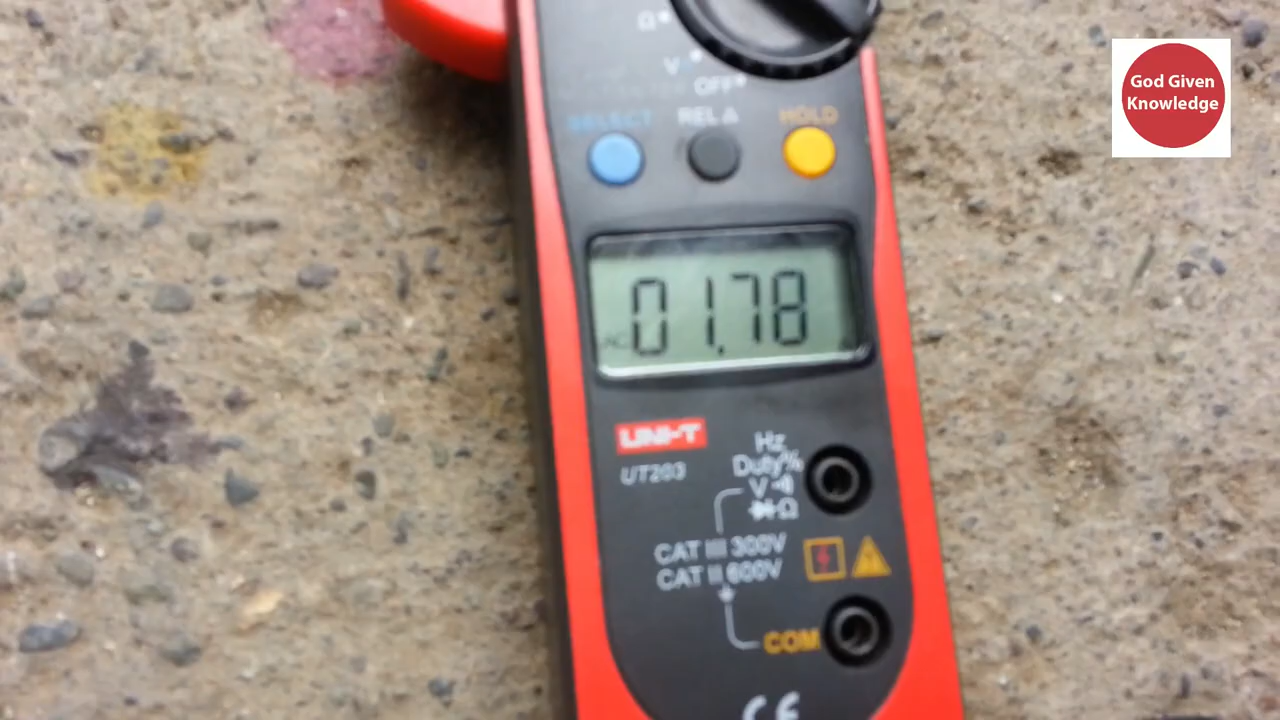 God Given
Knowledge
Ω
V
OFF
SELECT
REL Δ
HOLD
AC
01.78
UNI-T
UT203
Hz
Duty%
V
Ω
CAT III 300V
CAT II 600V
COM
CE